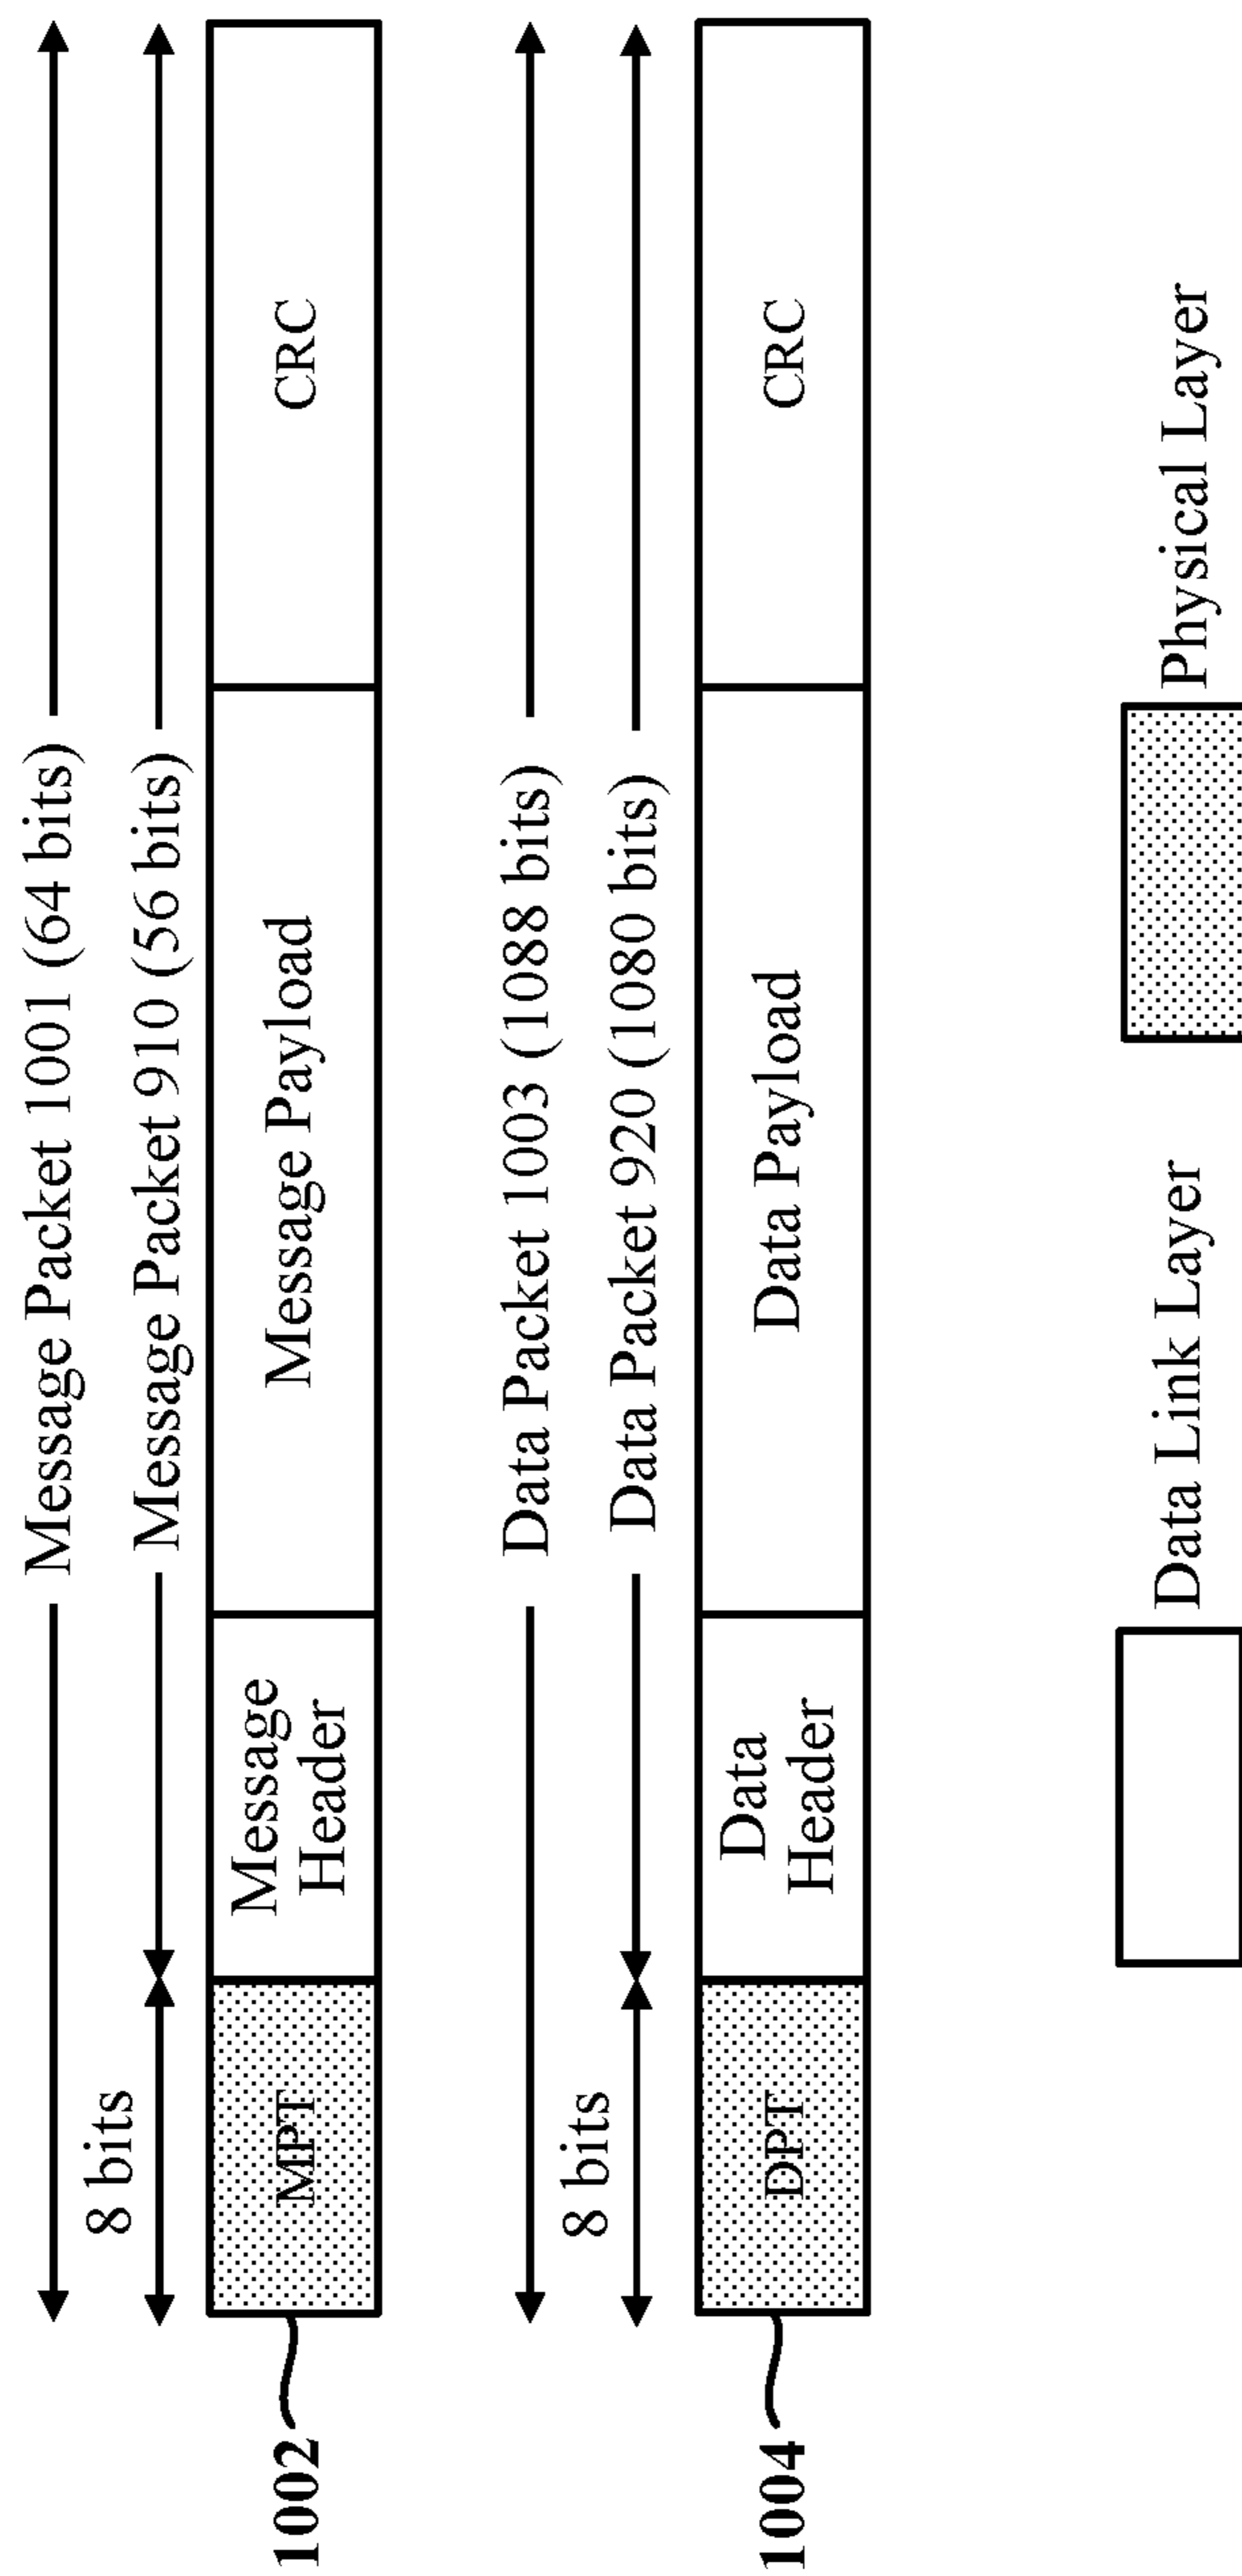 Message Packet 1001 (64 bits)
8 bits
Message Packet 910 (56 bits)
1002
MPT
Message
Header
Message Payload
CRC
Data Packet 1003 (1088 bits)
8 bits
Data Packet 920 (1080 bits)
1004
DPT
Data
Header
Data Payload
CRC
Data Link Layer
Physical Layer